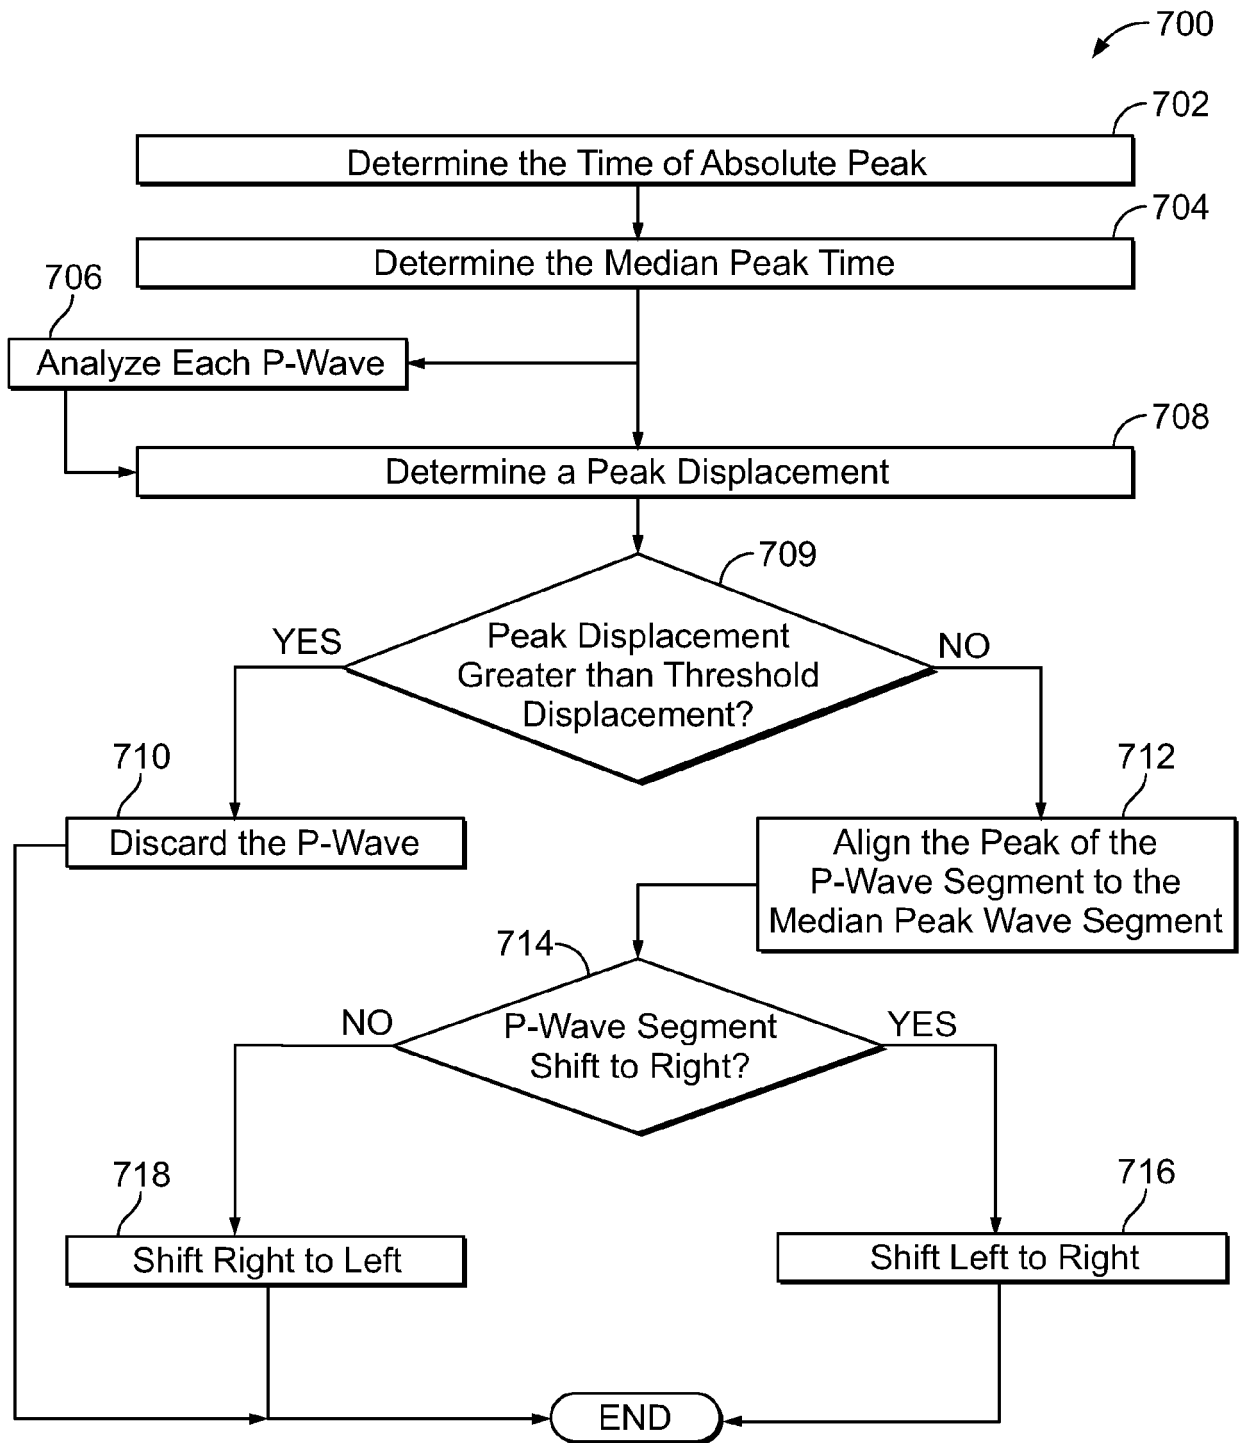 700
702
Determine the Time of Absolute Peak
704
Determine the Median Peak Time
706
Analyze Each P-Wave
708
Determine a Peak Displacement
709
YES
Peak Displacement
Greater than Threshold
Displacement?
NO
710
Discard the P-Wave
712
Align the Peak of the
P-Wave Segment to the
Median Peak Wave Segment
714
NO
P-Wave Segment
Shift to Right?
YES
718
Shift Right to Left
716
Shift Left to Right
END